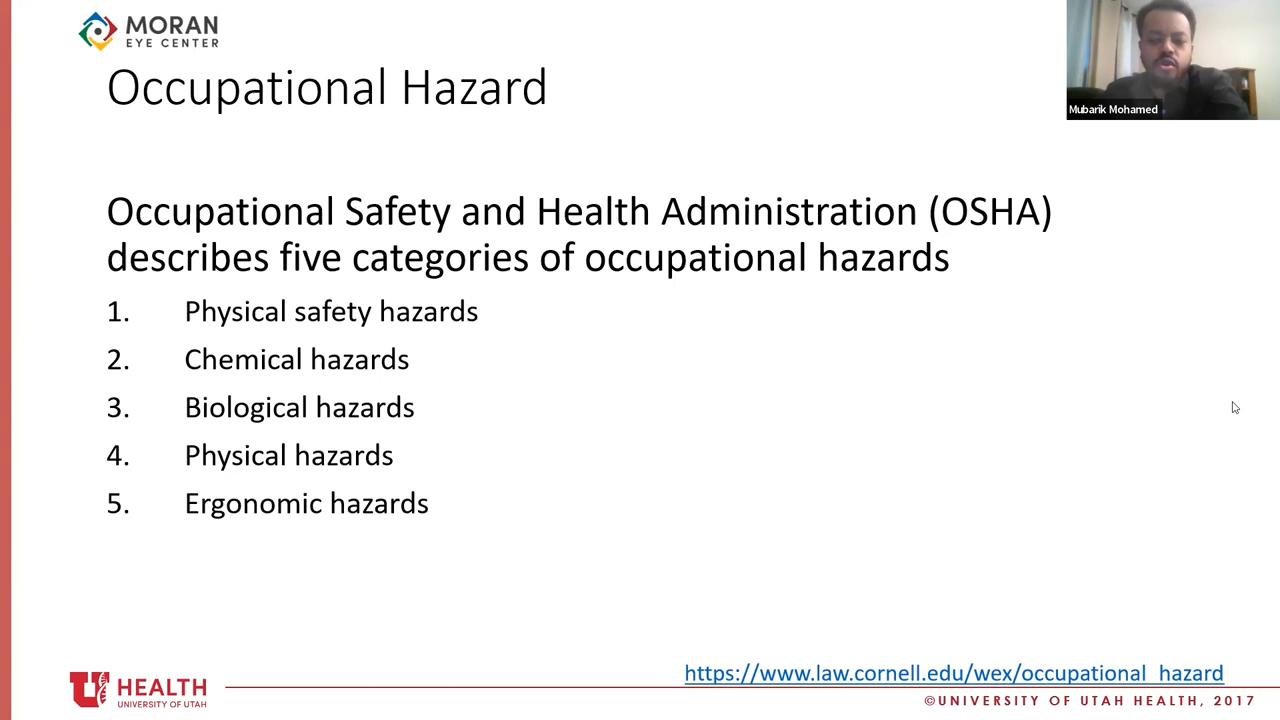 MORAN
EYE CENTER
Occupational Hazard
Mubarik Mohamed
Occupational Safety and Health Administration (OSHA)
describes five categories of occupational hazards
1. Physical safety hazards
2. Chemical hazards
3. Biological hazards
4. Physical hazards
5. Ergonomic hazards
https://www.law.cornell.edu/wex/occupational_hazard
U HEALTH
UNIVERSITY OF UTAH
©UNIVERSITY OF UTAH HEALTH, 2017